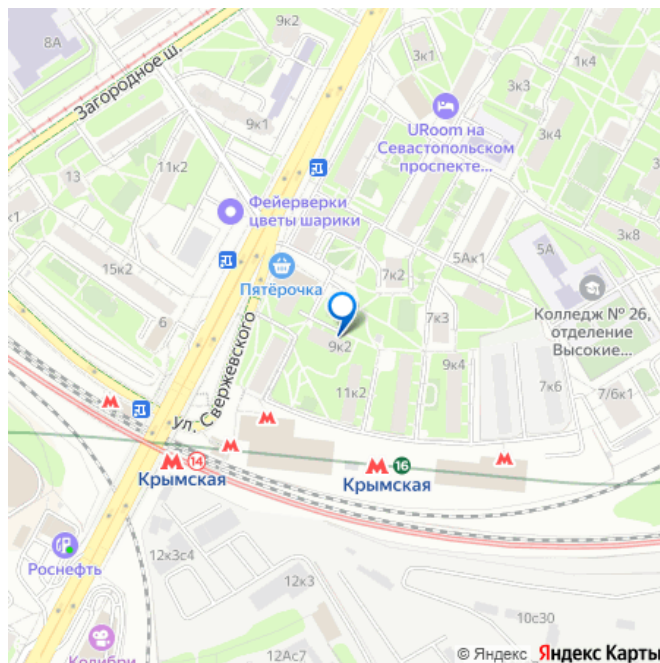 9к2
8А
3к1
1к4
Загородное ш.
3к3
9к1
URoom на
Севастопольском
проспекте...
3к4
11к2
13
Фейерверки
цветы шарики
к1
3к8
5Ак1
5А
15к2
7к2
Пятёрочка
Колледж № 26,
отделение
Высокие...
6
7к3
9к2
9к4
ул. Свержевского
11к2
7к6
7/6к1
14
Крымская
16
Крымская
Роснефть
12к3с4
12к3
10с30
Колибри
12Ас7
© Яндекс Яндекс Карты